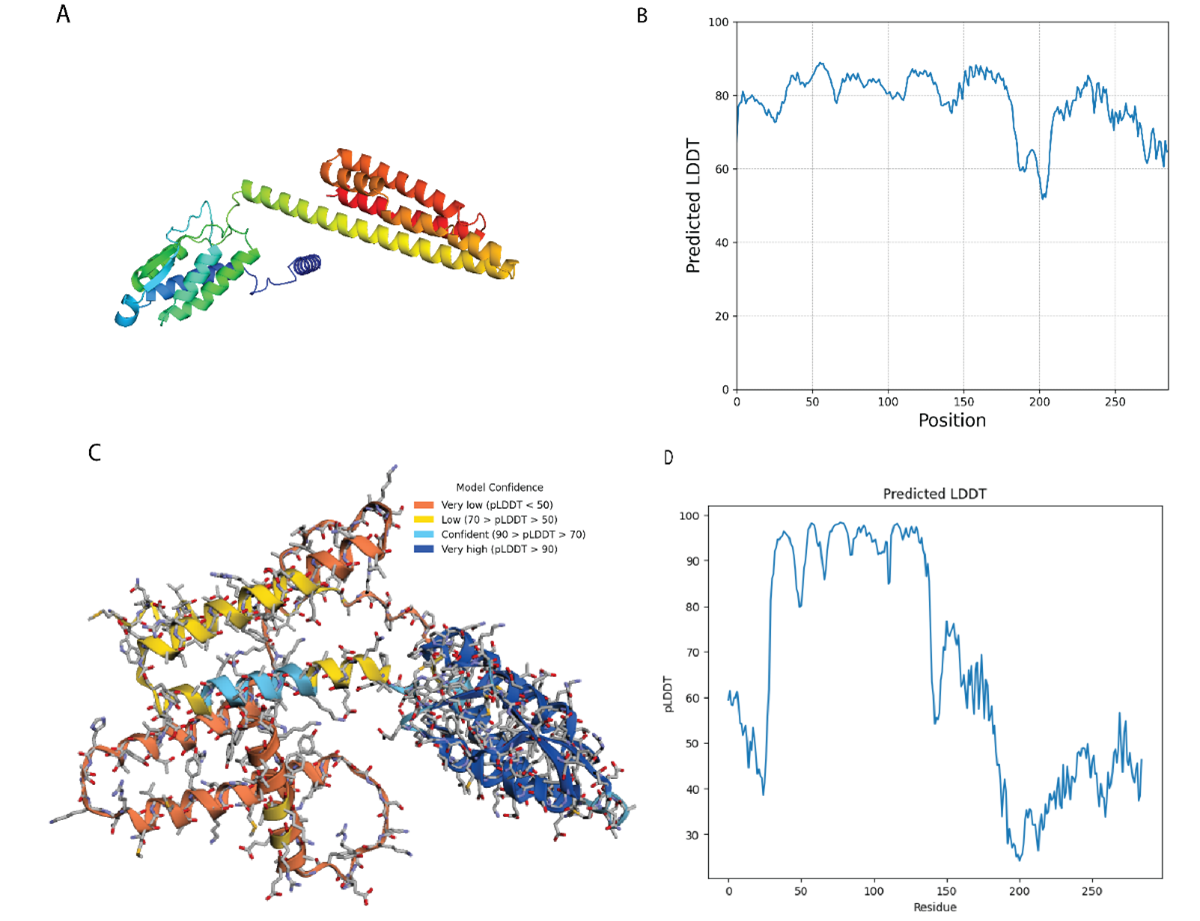 A
B
100
80
60
40
20
0
Predicted LDDT
0 50 100 150 200 250
Position
C
Model Confidence
Very low (pLDDT < 50)
Low (70 > pLDDT > 50)
Confident (90 > pLDDT > 70)
Very high (pLDDT > 90)
D
Predicted LDDT
100
90
80
70
60
50
40
30
pLDDT
0 50 100 150 200 250
Residue